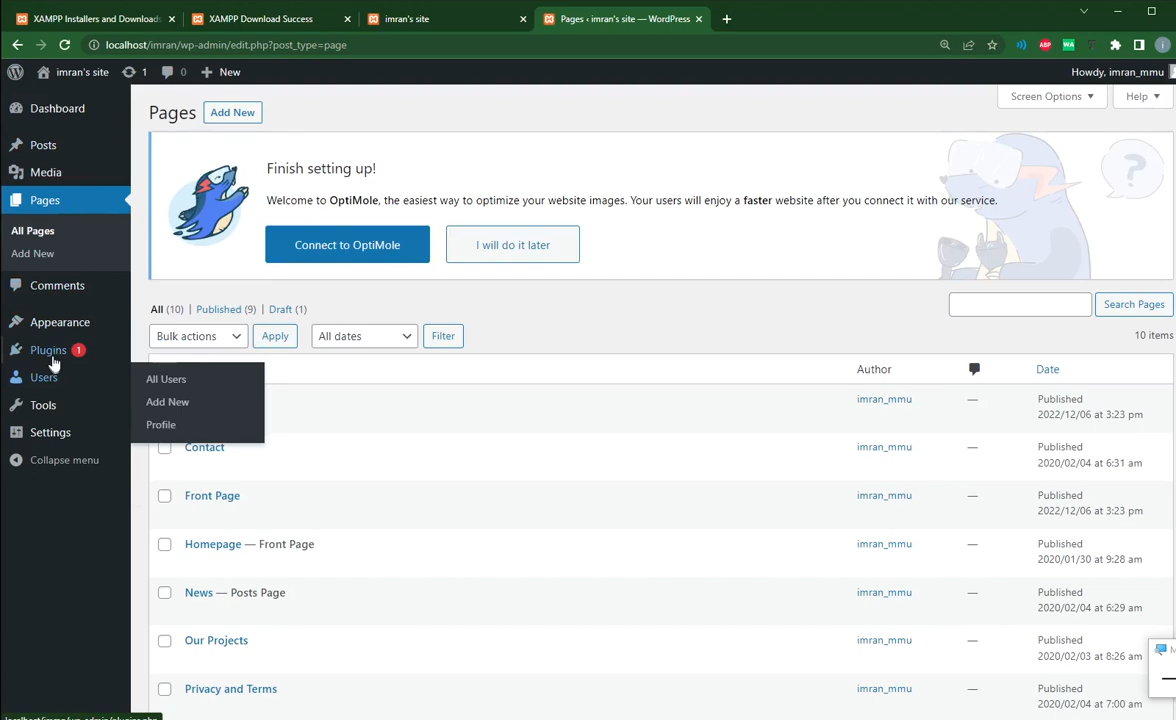 XAMPP Installers and Downloads
XAMPP Download Success
imran's site
Pages ‹ imran's site — WordPress
localhost/imran/wp-admin/edit.php?post_type=page
ABP
WA
i
imran's site
1
0
New
Howdy, imran_mmu
Dashboard
Posts
Media
Pages
All Pages
Add New
Comments
Appearance
Plugins 1
Users
Tools
Settings
Collapse menu
All Users
Add New
Profile
Pages
Add New
Screen Options
Help
Finish setting up!
Welcome to OptiMole, the easiest way to optimize your website images. Your users will enjoy a faster website after you connect it with our service.
Connect to OptiMole
I will do it later
?
All (10) | Published (9) | Draft (1)
Search Pages
Bulk actions
Apply
All dates
Filter
10 items
Author
Date
imran_mmu
—
Published
2022/12/06 at 3:23 pm
Contact
imran_mmu
—
Published
2020/02/04 at 6:31 am
Front Page
imran_mmu
—
Published
2022/12/06 at 3:23 pm
Homepage — Front Page
imran_mmu
—
Published
2020/01/30 at 9:28 am
News — Posts Page
imran_mmu
—
Published
2020/02/04 at 6:29 am
Our Projects
imran_mmu
—
Published
2020/02/03 at 8:26 am
Privacy and Terms
imran_mmu
—
Published
2020/02/04 at 7:00 am